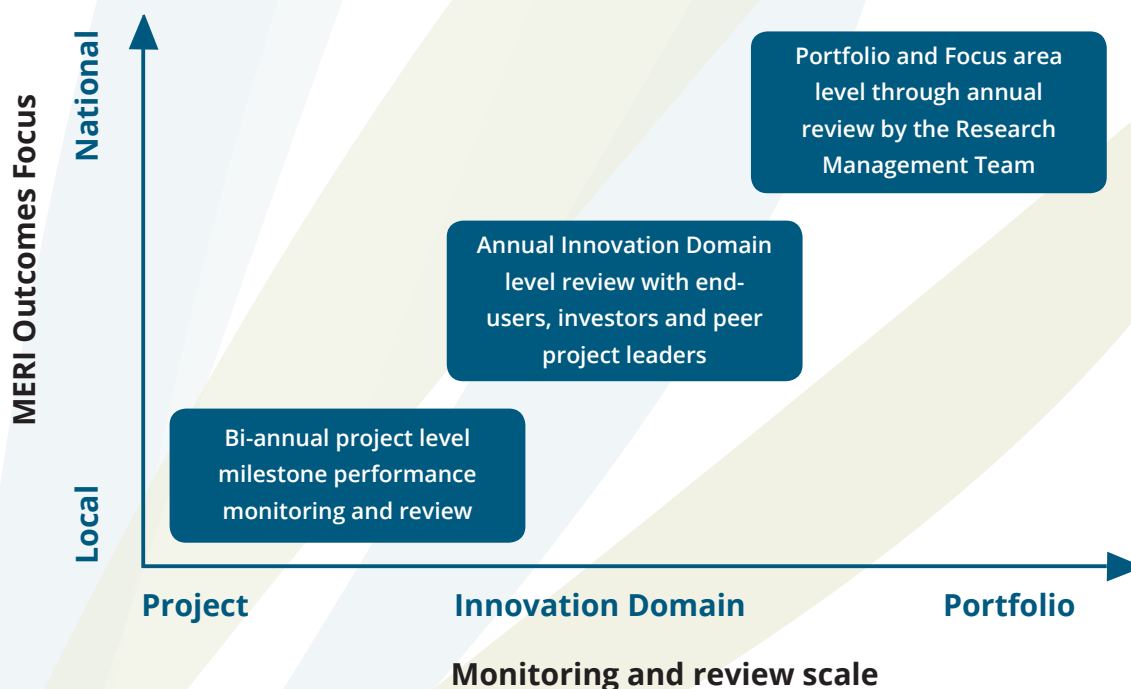 MERI Outcomes Focus
National
Local
Portfolio and Focus area
level through annual
review by the Research
Management Team
Annual Innovation Domain
level review with end-
users, investors and peer
project leaders
Bi-annual project level
milestone performance
monitoring and review
Project
Innovation Domain
Portfolio
Monitoring and review scale